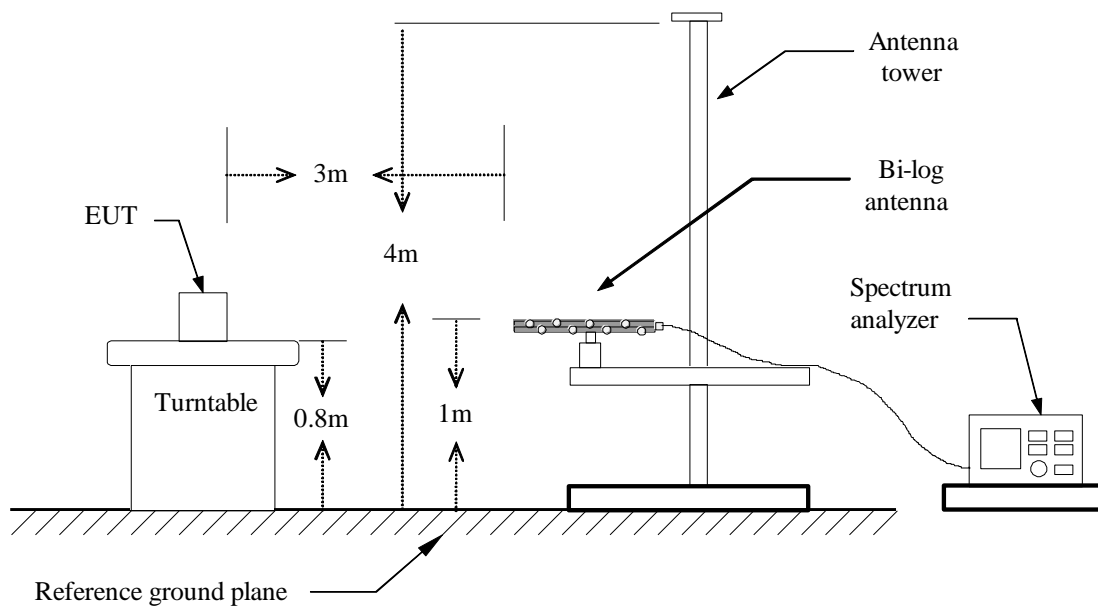 Antenna
tower
3m
Bi-log
antenna
EUT
4m
Spectrum
analyzer
Turntable
0.8m
1m
Reference ground plane